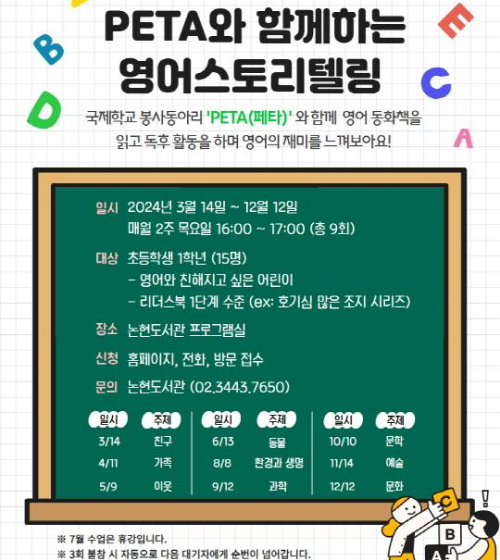 PETA와 함께하는
영어스토리텔링
국제학교 봉사동아리 'PETA(페타)' 와 함께 영어 동화책을
읽고 독후 활동을 하며 영어의 재미를 느껴보아요!
B
D
E
C
A
일시 2024년 3월 14일 ~ 12월 12일
매월 2주 목요일 16:00 ~ 17:00 (총 9회)
대상 초등학생 1학년 (15명)
- 영어와 친해지고 싶은 어린이
- 리더스북 1단계 수준 (ex: 호기심 많은 조지 시리즈)
장소 논현도서관 프로그램실
신청 홈페이지, 전화, 방문 접수
문의 논현도서관 (02.3443.7650)
일시 주제 일시 주제 일시 주제
3/14 친구 6/13 동물 10/10 문학
4/11 가족 8/8 환경과 생명 11/14 예술
5/9 이웃 9/12 과학 12/12 문화
C
B
A
※ 7월 수업은 휴강입니다.
※ 3회 불참 시 자동으로 다음 대기자에게 순번이 넘어갑니다.